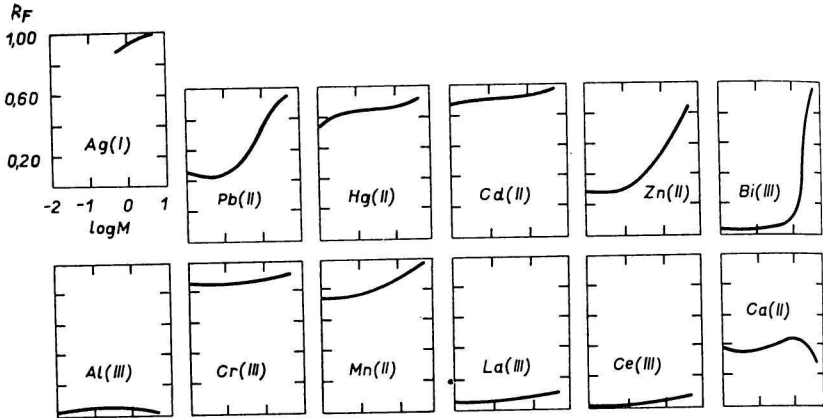 R_F
1,00
0,60
0,20
Ag(I)
-2 -1 0 1
logM
Pb(II)
Hg(II)
Cd(II)
Zn(II)
Bi(III)
Al(III)
Cr(III)
Mn(II)
La(III)
Ce(III)
Ca(II)